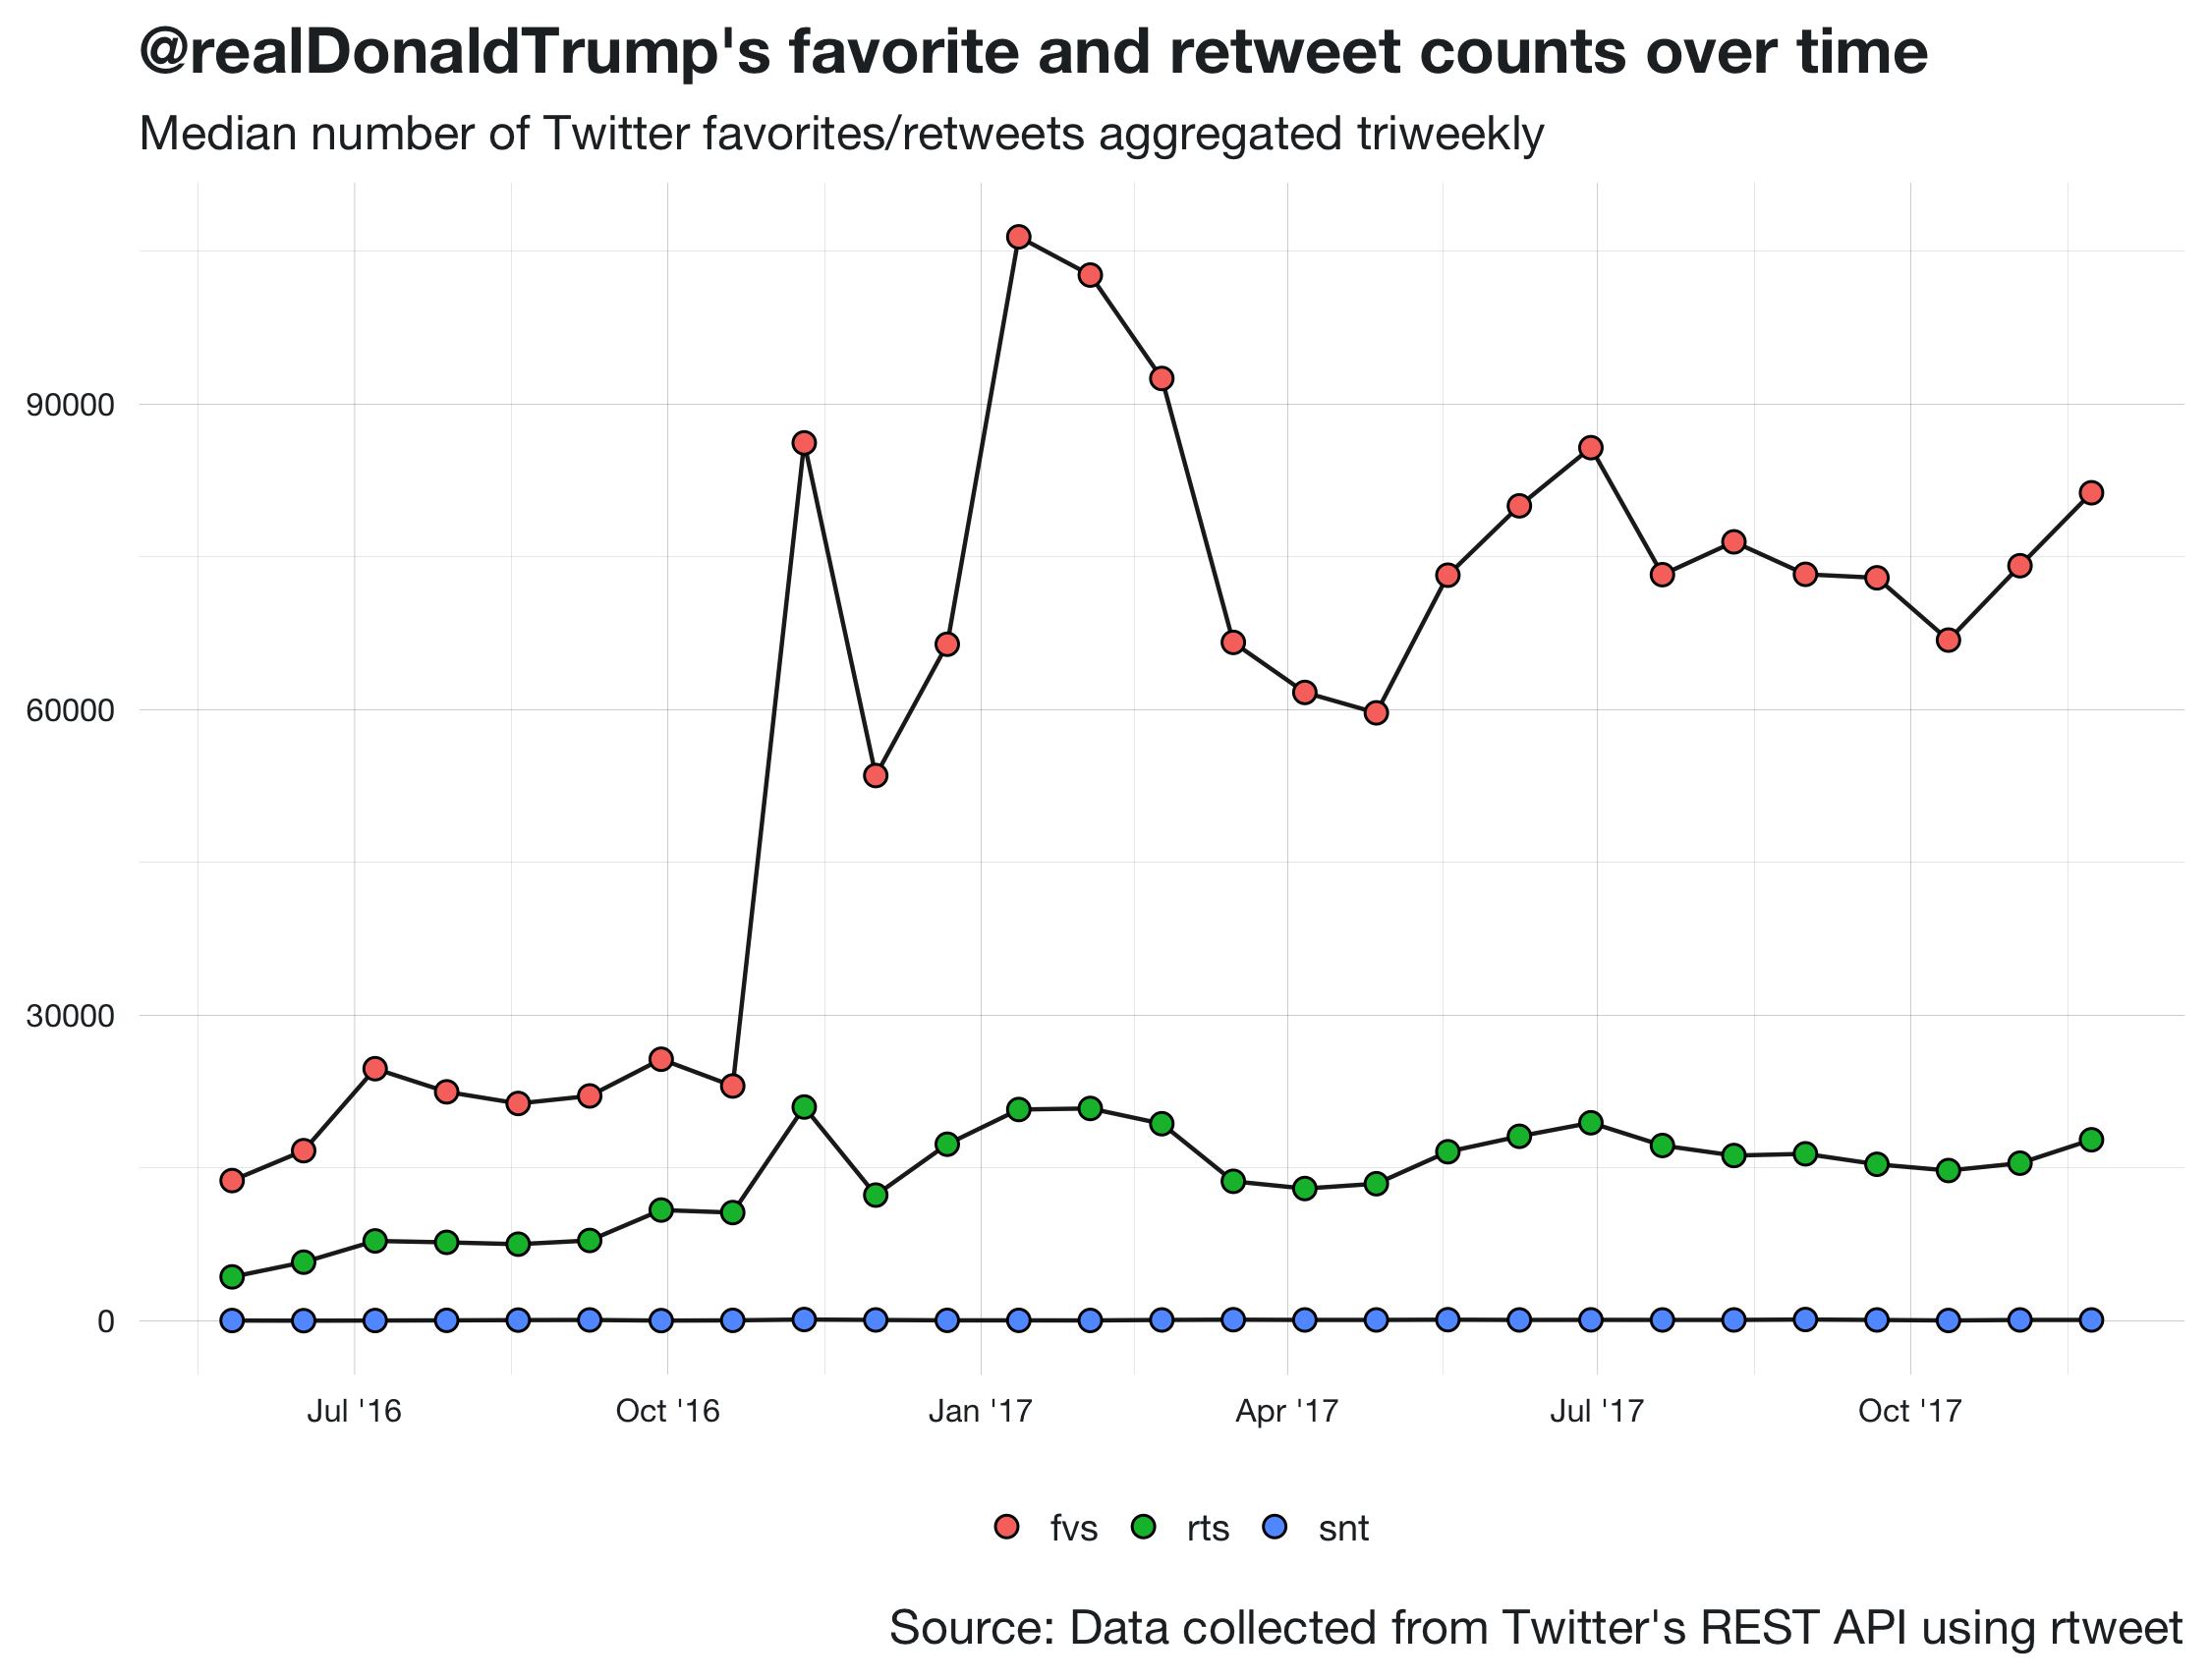 @realDonaldTrump's favorite and retweet counts over time
Median number of Twitter favorites/retweets aggregated triweekly
90000
60000
30000
0
Jul '16 Oct '16 Jan '17 Apr '17 Jul '17 Oct '17
fvs rts snt
Source: Data collected from Twitter's REST API using rtweet